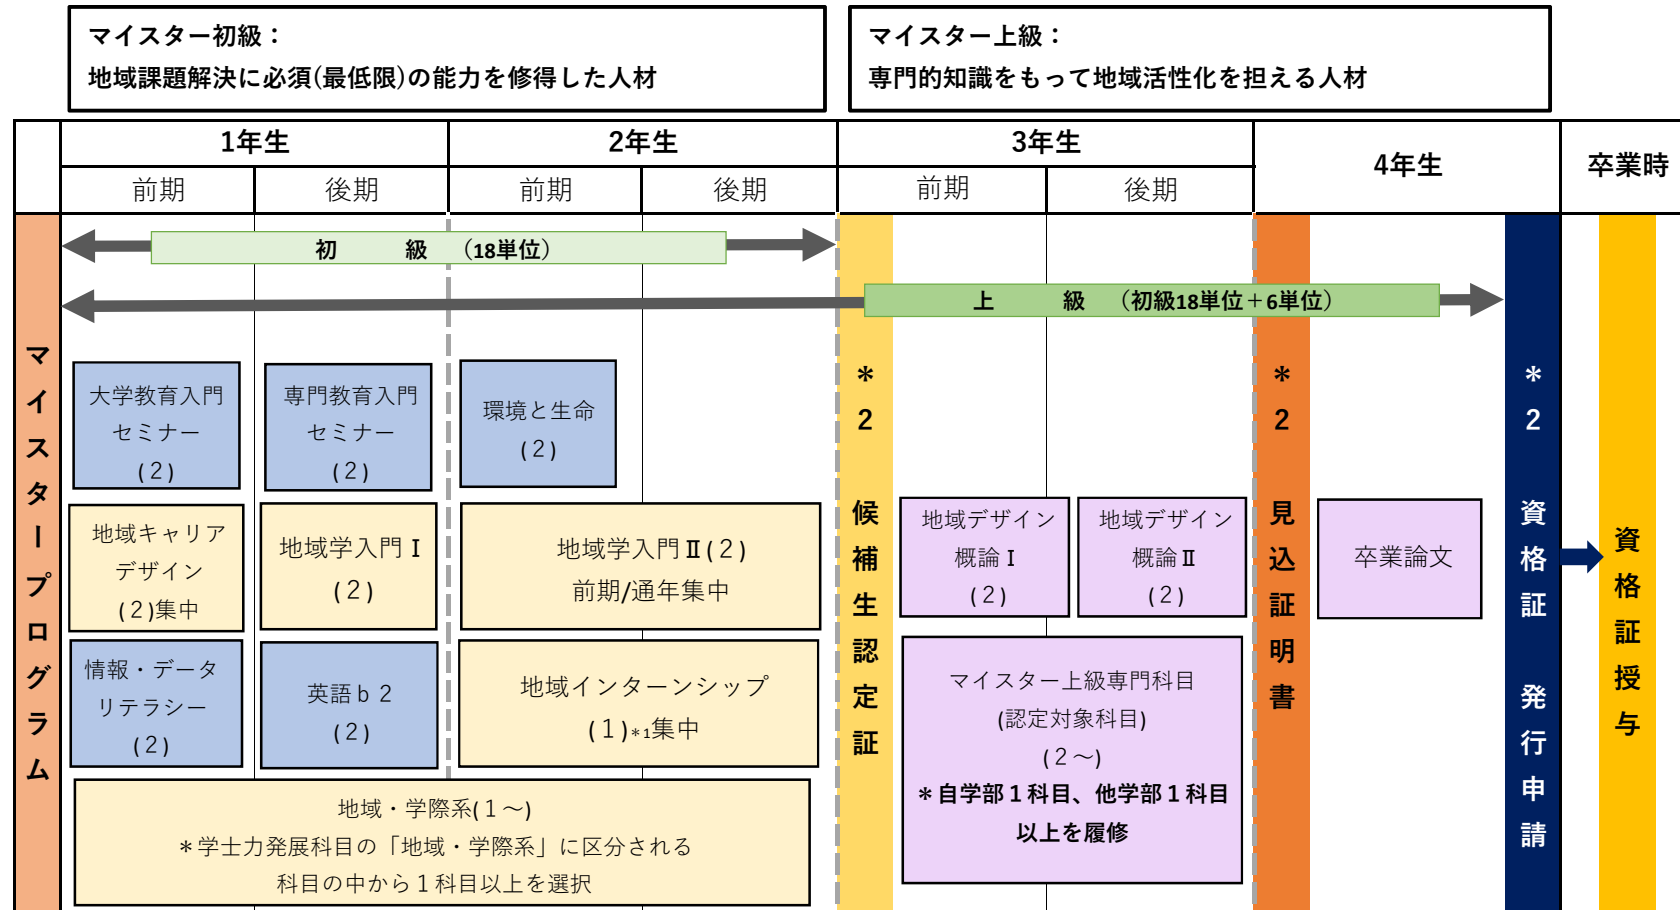 マイスター初級：
地域課題解決に必須(最低限)の能力を修得した人材
マイスター上級：
専門的知識をもって地域活性化を担える人材
1年生
2年生
3年生
4年生
卒業時
前期
後期
前期
後期
前期
後期
初　級　（18単位）
上　級　（初級18単位＋6単位）
マイスタープログラム
大学教育入門
セミナー
(２)
専門教育入門
セミナー
(２)
環境と生命
(２)
地域キャリア
デザイン
(２)集中
地域学入門Ⅰ
(２)
地域学入門Ⅱ(２)
前期/通年集中
情報・データ
リテラシー
(２)
英語ｂ２
(２)
地域インターンシップ
(１)*1集中
地域・学際系(１～)
＊学士力発展科目の「地域・学際系」に区分される
科目の中から１科目以上を選択
＊2　候補生認定証
地域デザイン
概論Ⅰ
(２)
地域デザイン
概論Ⅱ
(２)
マイスター上級専門科目
(認定対象科目)
(２～)
＊自学部１科目、他学部１科目
以上を履修
＊2　見込証明書
卒業論文
＊2　資格証　発行申請
資格証授与